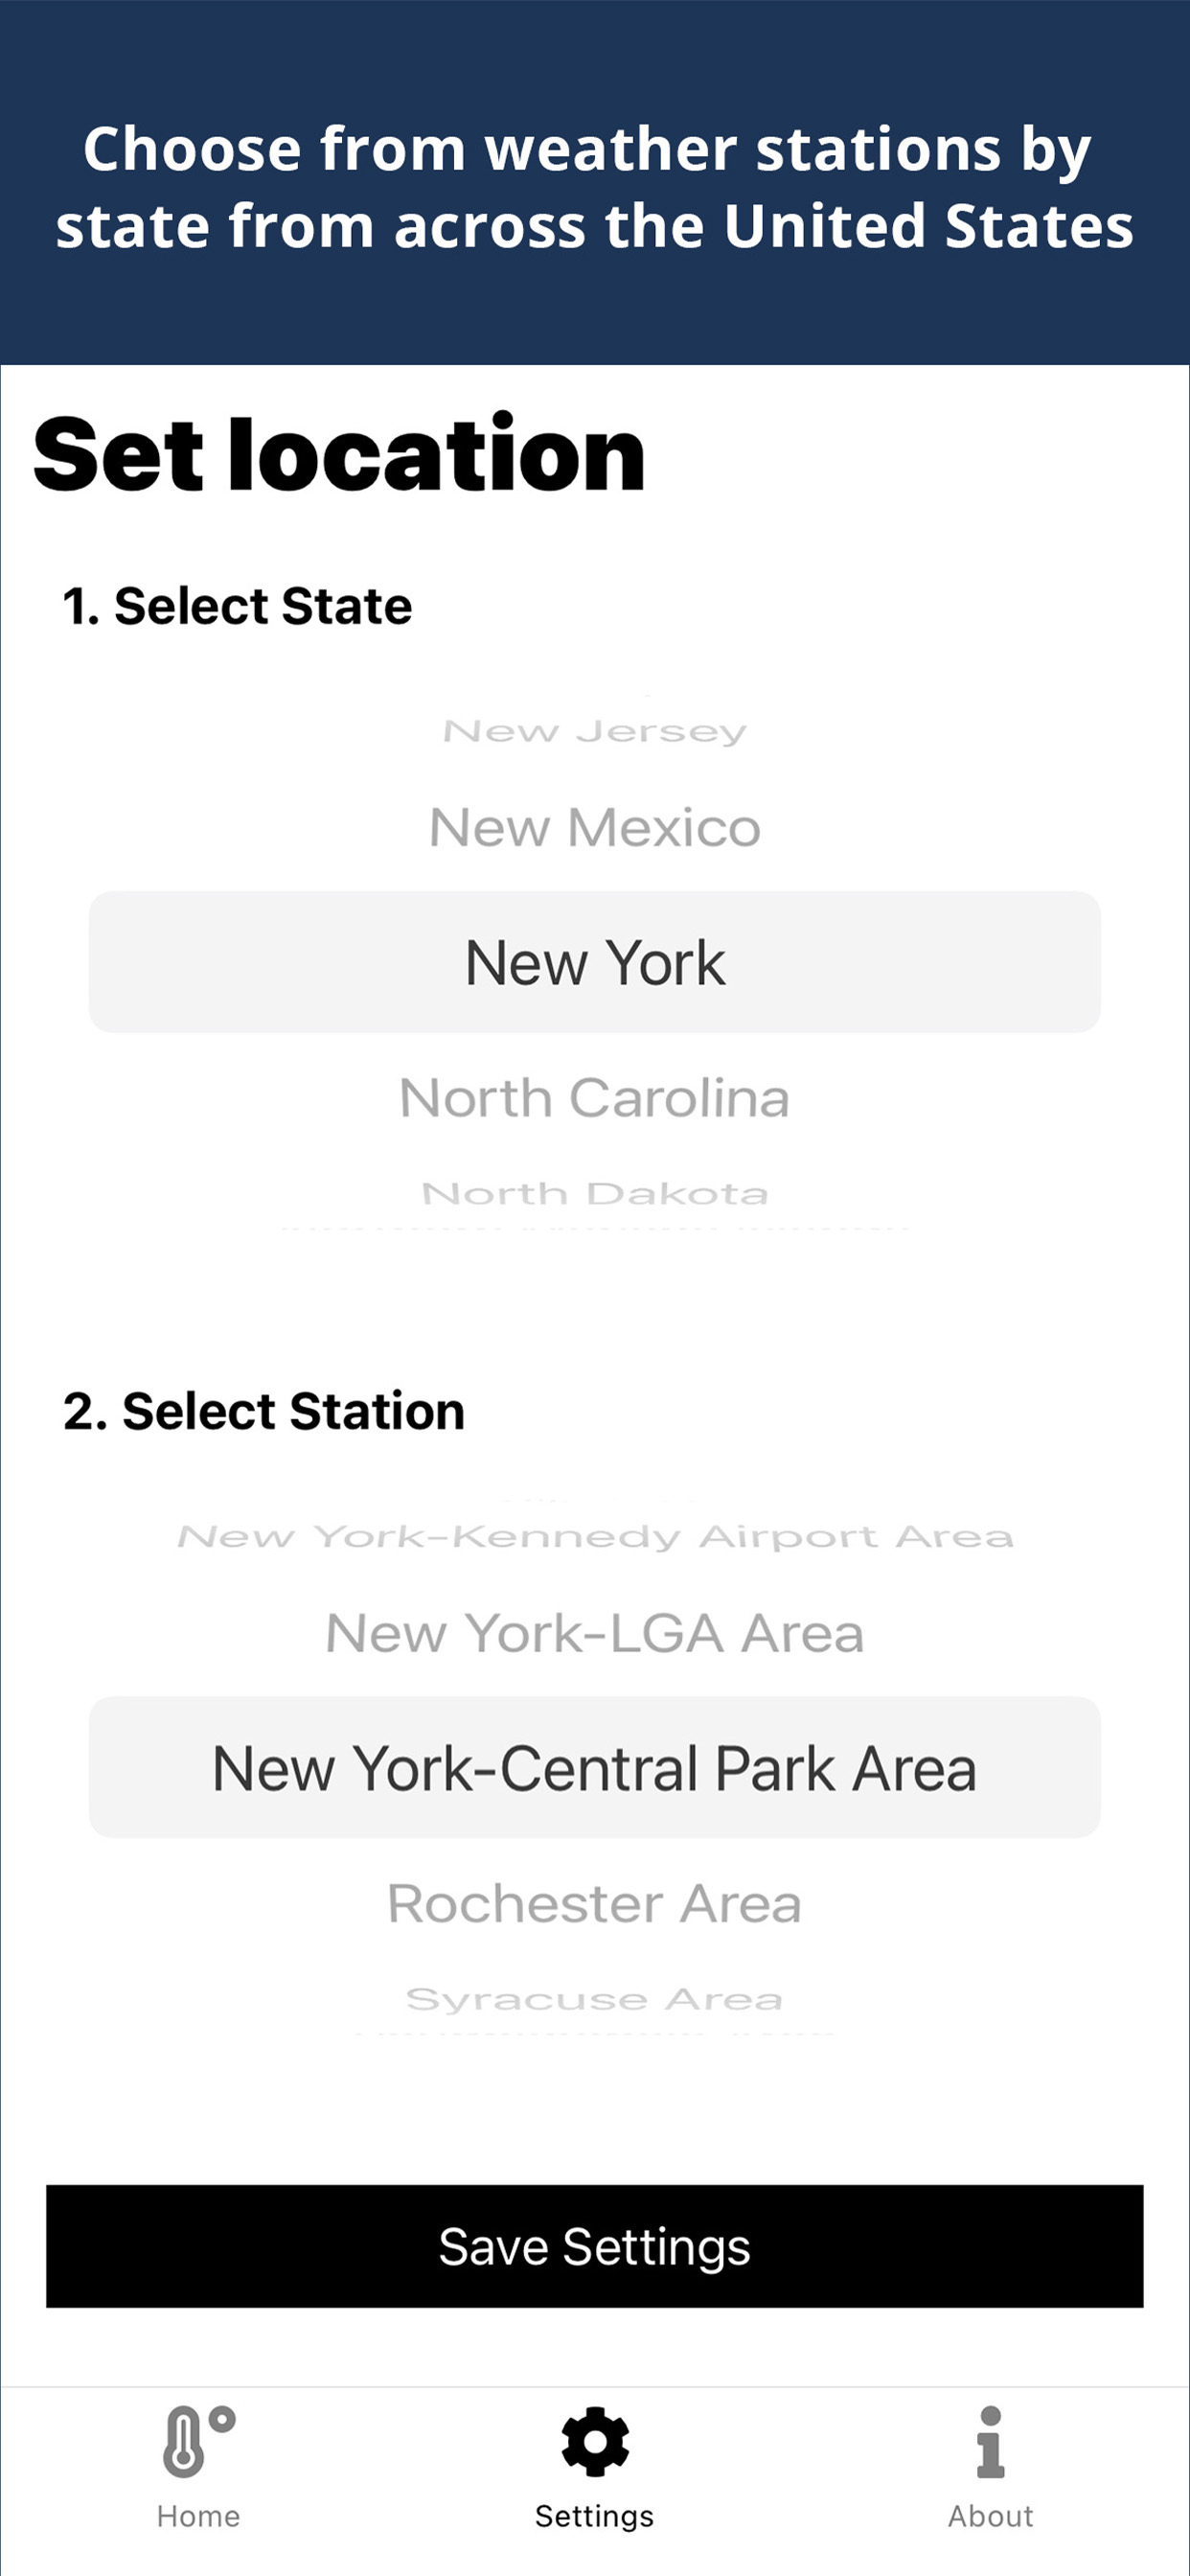 Choose from weather stations by
state from across the United States
Set location
1. Select State
New Jersey
New Mexico
New York
North Carolina
North Dakota
2. Select Station
New York-Kennedy Airport Area
New York-LGA Area
New York-Central Park Area
Rochester Area
Syracuse Area
Save Settings
Home
Settings
About